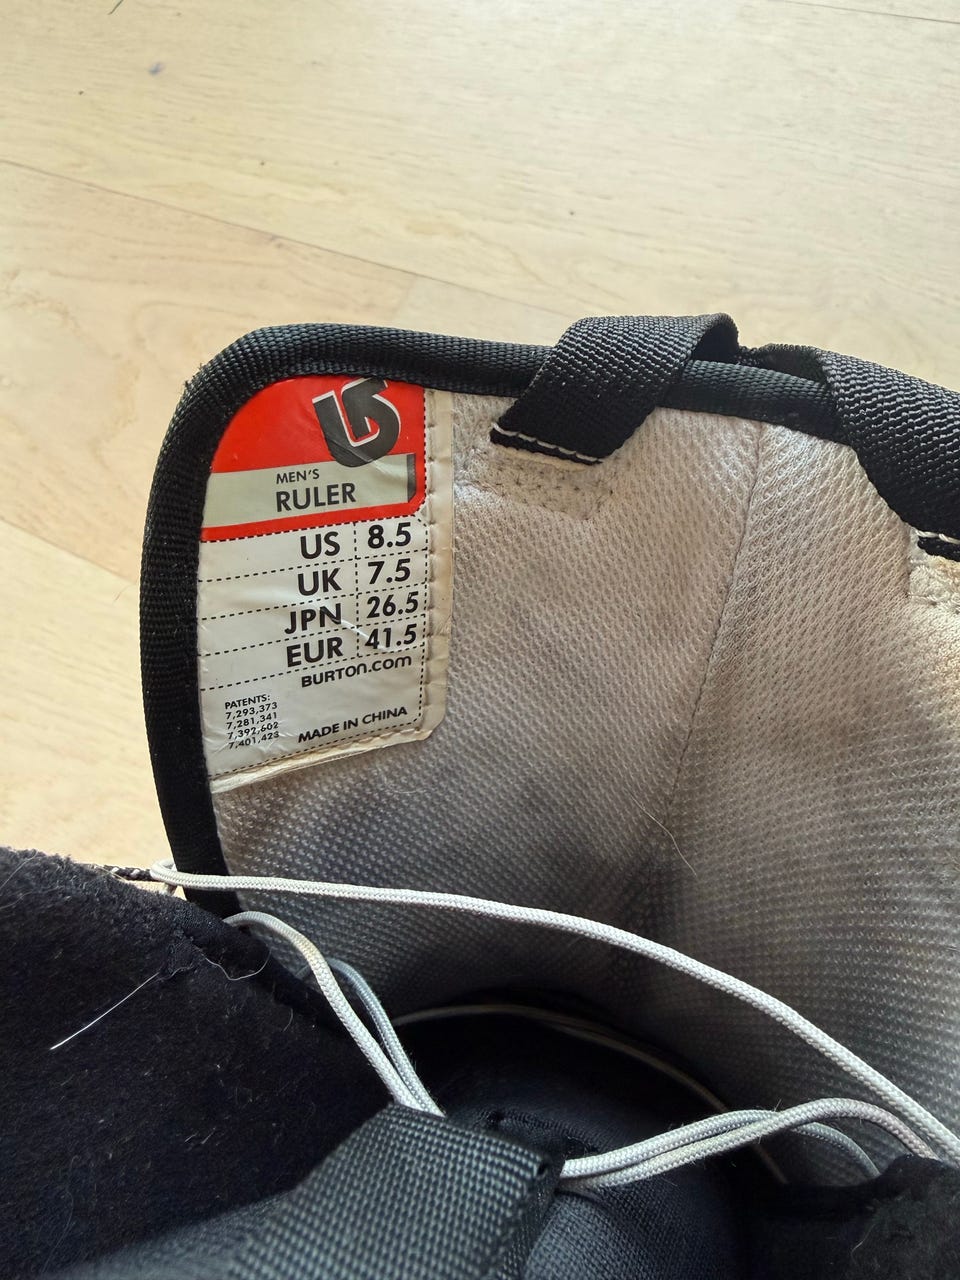 MEN'S
RULER
US 8.5
UK 7.5
JPN 26.5
EUR 41.5
BURTON.COM
PATENTS:
7,293,373
7,281,341
7,392,602
7,401,423
MADE IN CHINA